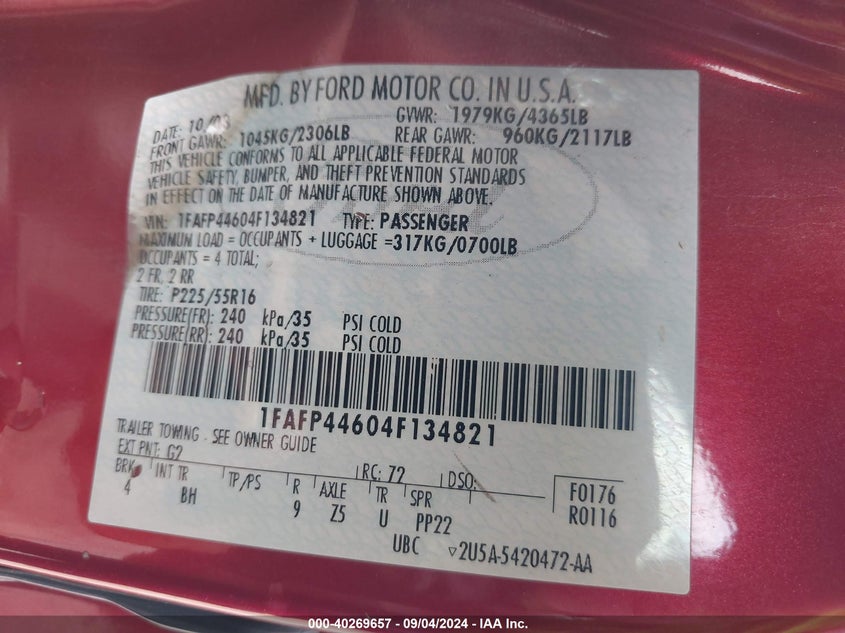 MFD. BY FORD MOTOR CO. IN U.S.A.
DATE: 10/03 GVWR: 1979KG/4365LB
FRONT GAWR: 1045KG/2306LB REAR GAWR: 960KG/2117LB
THIS VEHICLE CONFORMS TO ALL APPLICABLE FEDERAL MOTOR
VEHICLE SAFETY, BUMPER, AND THEFT PREVENTION STANDARDS
IN EFFECT ON THE DATE OF MANUFACTURE SHOWN ABOVE.
VIN: 1FAFP44604F134821 TYPE: PASSENGER
MAXIMUM LOAD = OCCUPANTS + LUGGAGE =317KG/0700LB
OCCUPANTS = 4 TOTAL;
2 FR, 2 RR
TIRE: P225/55R16
PRESSURE(FR): 240 kPa/35 PSI COLD
PRESSURE(RR): 240 kPa/35 PSI COLD
1FAFP44604F134821
TRAILER TOWING - SEE OWNER GUIDE
EXT PNT: G2 RC: 72 DSO:
BRK INT TR TP/PS R AXLE TR SPR F0176
4 BH 9 Z5 U PP22 R0116
UBC ▽2U5A-5420472-AA
000-40269657 - 09/04/2024 - IAA Inc.